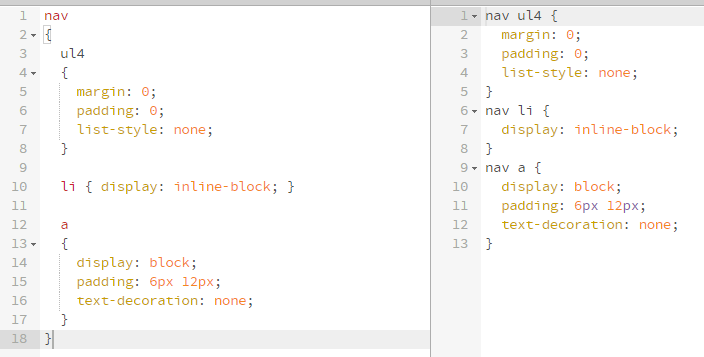 1 nav
2 {
3 ul4
4 {
5 margin: 0;
6 padding: 0;
7 list-style: none;
8 }
9
10 li { display: inline-block; }
11
12 a
13 {
14 display: block;
15 padding: 6px 12px;
16 text-decoration: none;
17 }
18 }
1 nav ul4 {
2 margin: 0;
3 padding: 0;
4 list-style: none;
5 }
6 nav li {
7 display: inline-block;
8 }
9 nav a {
10 display: block;
11 padding: 6px 12px;
12 text-decoration: none;
13 }